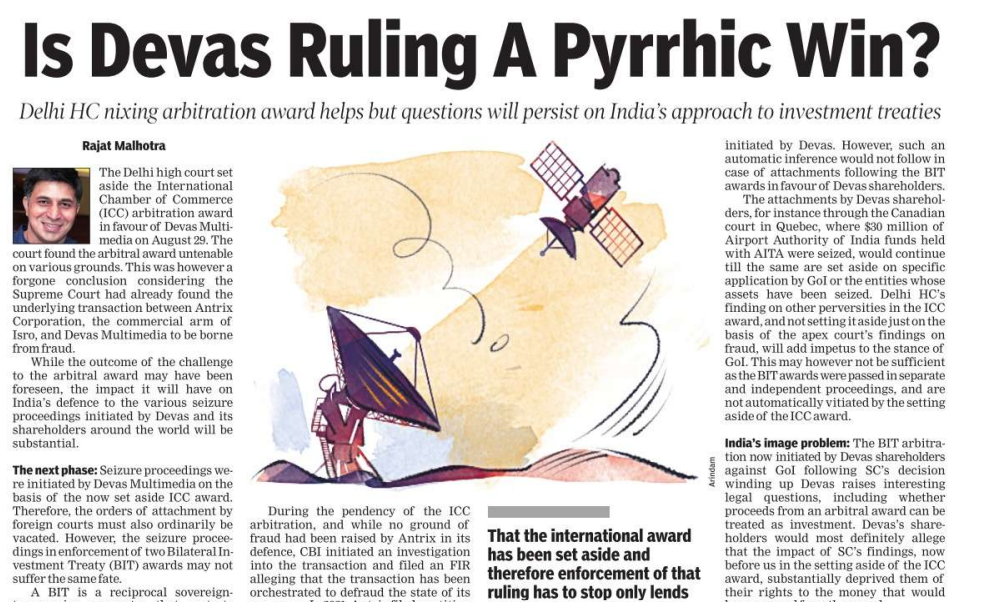 Is Devas Ruling A Pyrrhic Win?
Delhi HC nixing arbitration award helps but questions will persist on India's approach to investment treaties
Rajat Malhotra
The Delhi high court set
aside the International
Chamber of Commerce
(ICC) arbitration award
in favour of Devas Multi-
media on August 29. The
court found the arbitral award untenable
on various grounds. This was however a
forgone conclusion considering the
Supreme Court had already found the
underlying transaction between Antrix
Corporation, the commercial arm of
Isro, and Devas Multimedia to be borne
from fraud.
While the outcome of the challenge
to the arbitral award may have been
foreseen, the impact it will have on
India's defence to the various seizure
proceedings initiated by Devas and its
shareholders around the world will be
substantial.
The next phase: Seizure proceedings we-
re initiated by Devas Multimedia on the
basis of the now set aside ICC award.
Therefore, the orders of attachment by
foreign courts must also ordinarily be
vacated. However, the seizure procee-
dings in enforcement of two Bilateral In-
vestment Treaty (BIT) awards may not
suffer the same fate.
A BIT is a reciprocal sovereign-
Arindam
During the pendency of the ICC
arbitration, and while no ground of
fraud had been raised by Antrix in its
defence, CBI initiated an investigation
into the transaction and filed an FIR
alleging that the transaction has been
orchestrated to defraud the state of its
That the international award
has been set aside and
therefore enforcement of that
ruling has to stop only lends
initiated by Devas. However, such an
automatic inference would not follow in
case of attachments following the BIT
awards in favour of Devas shareholders.
The attachments by Devas sharehol-
ders, for instance through the Canadian
court in Quebec, where $30 million of
Airport Authority of India funds held
with AITA were seized, would continue
till the same are set aside on specific
application by GoI or the entities whose
assets have been seized. Delhi HC's
finding on other perversities in the ICC
award, and not setting it aside just on the
basis of the apex court's findings on
fraud, will add impetus to the stance of
GoI. This may however not be sufficient
as the BIT awards were passed in separate
and independent proceedings, and are
not automatically vitiated by the setting
aside of the ICC award.
India's image problem: The BIT arbitra-
tion now initiated by Devas shareholders
against GoI following SC's decision
winding up Devas raises interesting
legal questions, including whether
proceeds from an arbitral award can be
treated as investment. Devas's share-
holders would most definitely allege
that the impact of SC's findings, now
before us in the setting aside of the ICC
award, substantially deprived them of
their rights to the money that would